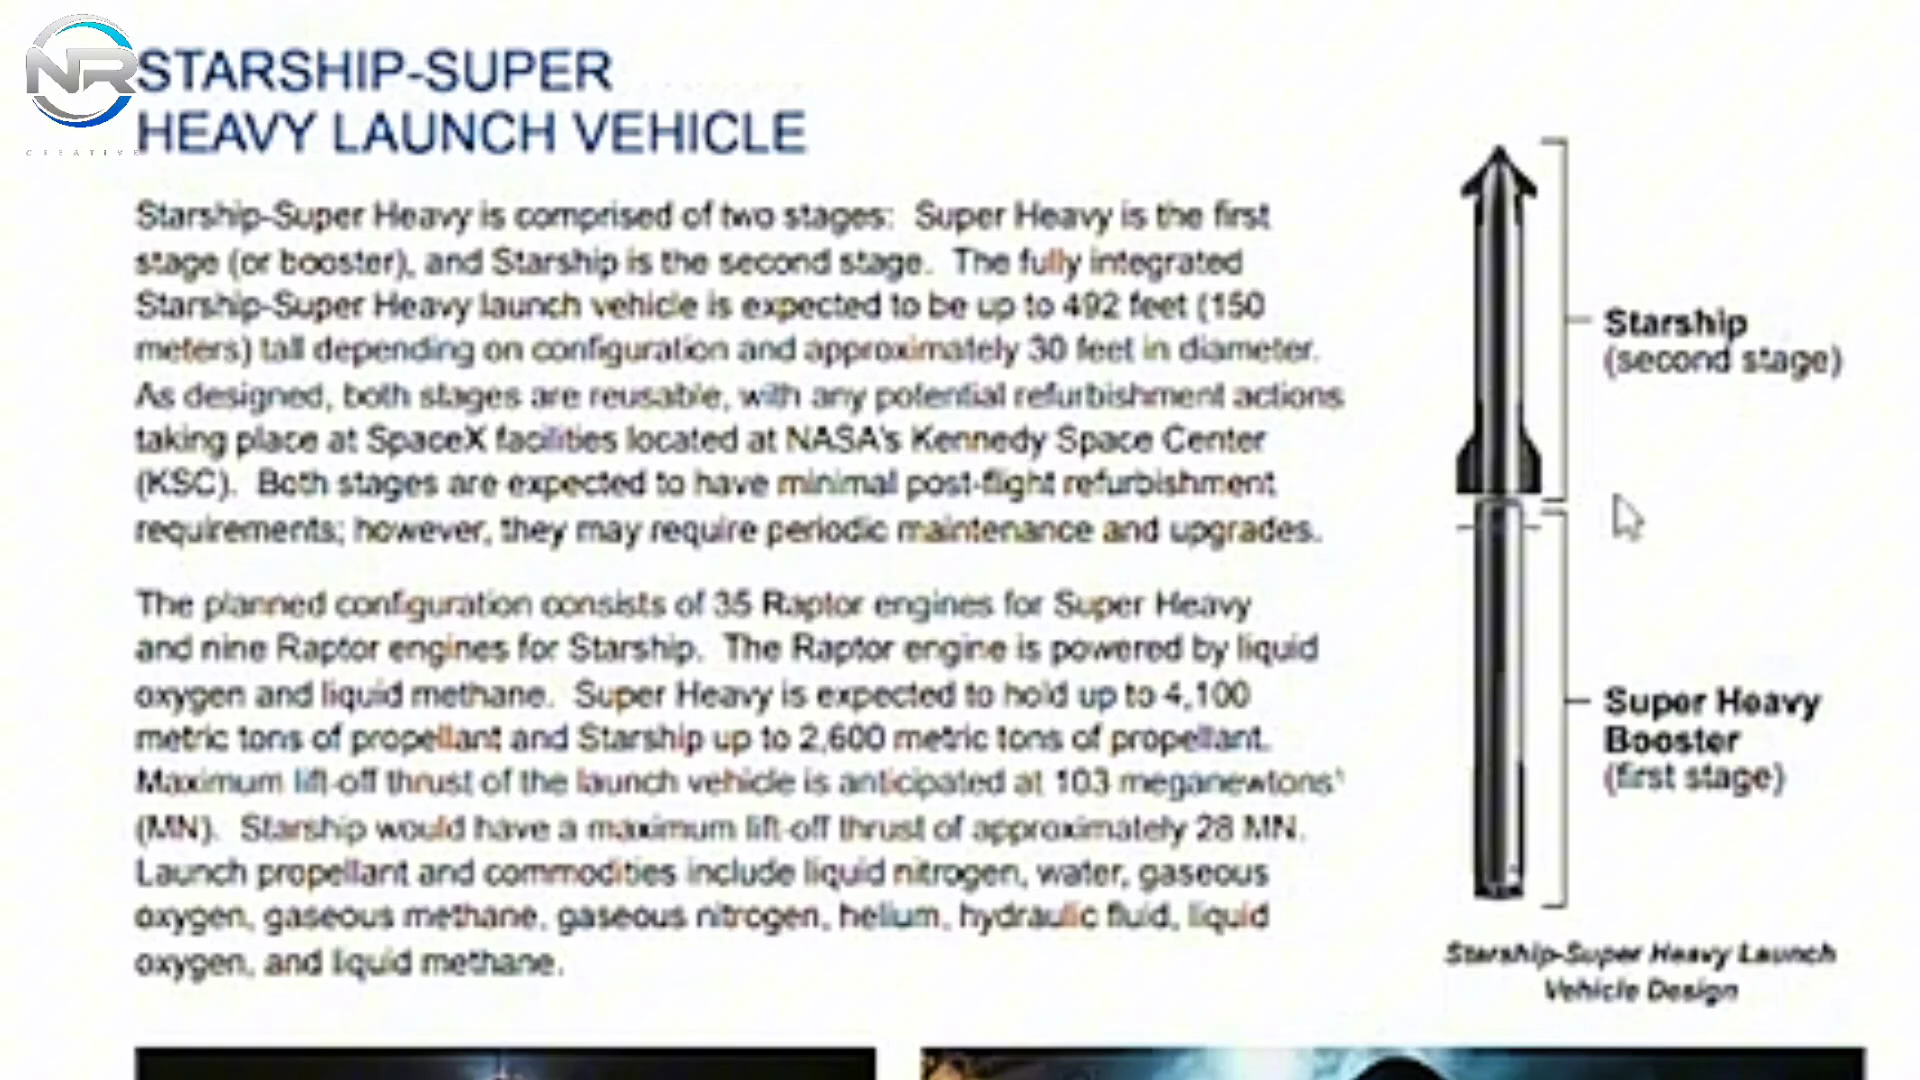 NR
CREATIVE
STARSHIP-SUPER
HEAVY LAUNCH VEHICLE
Starship-Super Heavy is comprised of two stages: Super Heavy is the first
stage (or booster), and Starship is the second stage. The fully integrated
Starship-Super Heavy launch vehicle is expected to be up to 492 feet (150
meters) tall depending on configuration and approximately 30 feet in diameter.
As designed, both stages are reusable, with any potential refurbishment actions
taking place at SpaceX facilities located at NASA's Kennedy Space Center
(KSC). Both stages are expected to have minimal post-flight refurbishment
requirements; however, they may require periodic maintenance and upgrades.
The planned configuration consists of 35 Raptor engines for Super Heavy
and nine Raptor engines for Starship. The Raptor engine is powered by liquid
oxygen and liquid methane. Super Heavy is expected to hold up to 4,100
metric tons of propellant and Starship up to 2,600 metric tons of propellant.
Maximum lift-off thrust of the launch vehicle is anticipated at 103 meganewtons¹
(MN). Starship would have a maximum lift-off thrust of approximately 28 MN.
Launch propellant and commodities include liquid nitrogen, water, gaseous
oxygen, gaseous methane, gaseous nitrogen, helium, hydraulic fluid, liquid
oxygen, and liquid methane.
Starship
(second stage)
Super Heavy
Booster
(first stage)
Starship-Super Heavy Launch
Vehicle Design